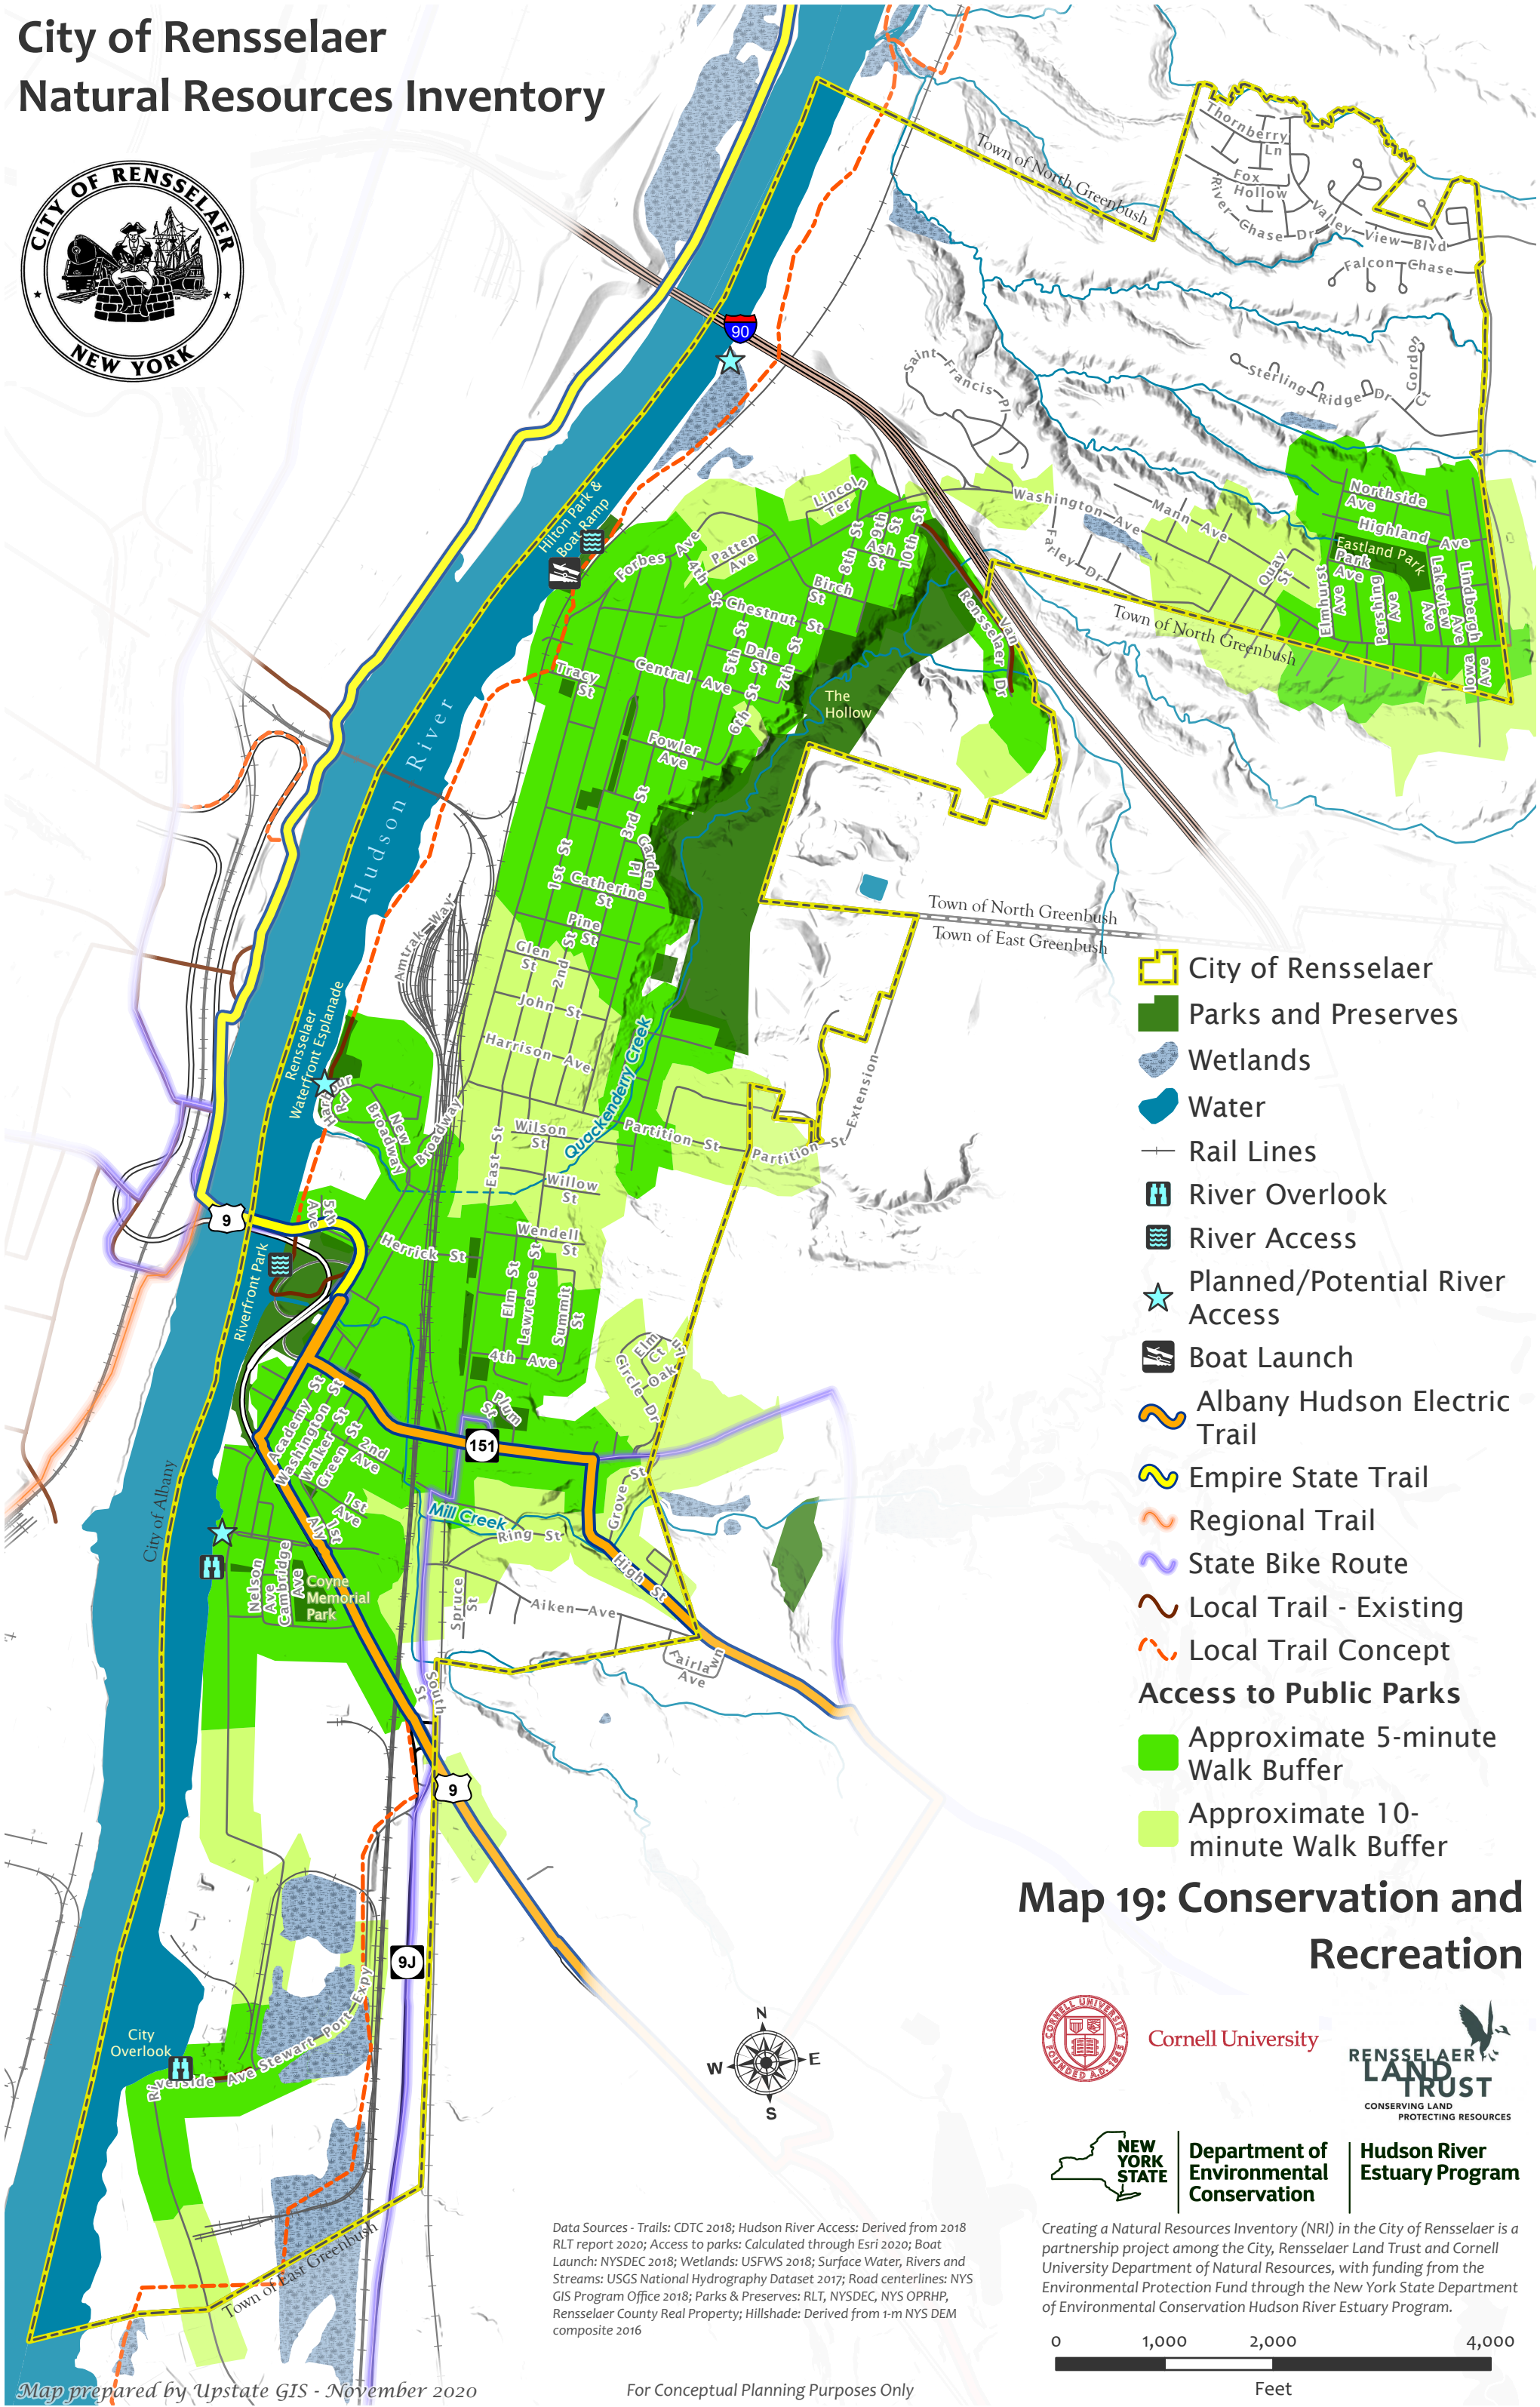 City of Rensselaer
Natural Resources Inventory
CITY OF RENSSELAER
NEW YORK
Town of North Greenbush
Thornberry
Ln
Fox
Hollow
River Chase Dr
Valley View Blvd
Falcon Chase
Sterling Ridge Dr
Gordon
Ct
90
Saint Francis Pl
Hilton Park &
Boat Ramp
Lincoln
Ter
Washington Ave
Mann Ave
Farley Dr
Quay
St
Northside
Ave
Highland Ave
Eastland Park
Park
Ave
Elmhurst
Ave
Pershing
Ave
Lakeview
Ave
Lindbergh
Ave
Iowa
Ave
Town of North Greenbush
Forbes Ave
Patten
Ave
4th St
8th St
9th
St
Ash
St
10th St
Birch
St
Chestnut St
5th St
Dale
St
7th St
Central Ave
6th St
Tracy
St
Van
Rensselaer Dr
The
Hollow
Fowler
Ave
3rd St
Garden
Pl
1st St
Catherine
St
Pine
St
2nd St
Glen
St
John St
Harrison Ave
Hudson River
Amtrak Way
Rensselaer
Waterfront Esplanade
Harbour
Rd
New
Broadway
Broadway
East St
Wilson
St
Willow
St
Quackenderry Creek
Partition St
Partition St Extension
Town of North Greenbush
Town of East Greenbush
9
5th
Ave
Riverfront Park
Herrick St
Wendell
St
Elm St
Lawrence St
Summit
St
4th Ave
Elm
Ct
Oak
Circle Dr
Plum
St
151
Academy St
Washington St
Walker St
Green St
2nd
Ave
1st
Ave
Aly
1st
Mill Creek
Ring St
Grove St
High St
City of Albany
Nelson
Ave
Cambridge
Ave
Coyne
Memorial
Park
Spruce
St
Aiken Ave
Fairlawn
Ave
South
St
9
9J
City
Overlook
Riverside Ave
Stewart Port Expy
Town of East Greenbush
City of Rensselaer
Parks and Preserves
Wetlands
Water
Rail Lines
River Overlook
River Access
Planned/Potential River
Access
Boat Launch
Albany Hudson Electric
Trail
Empire State Trail
Regional Trail
State Bike Route
Local Trail - Existing
Local Trail Concept
Access to Public Parks
Approximate 5-minute
Walk Buffer
Approximate 10-
minute Walk Buffer
Map 19: Conservation and
Recreation
N
W
E
S
CORNELL UNIVERSITY
FOUNDED A.D. 1865
Cornell University
RENSSELAER
LAND
TRUST
CONSERVING LAND
PROTECTING RESOURCES
NEW
YORK
STATE
Department of
Environmental
Conservation
Hudson River
Estuary Program
Data Sources - Trails: CDTC 2018; Hudson River Access: Derived from 2018
RLT report 2020; Access to parks: Calculated through Esri 2020; Boat
Launch: NYSDEC 2018; Wetlands: USFWS 2018; Surface Water, Rivers and
Streams: USGS National Hydrography Dataset 2017; Road centerlines: NYS
GIS Program Office 2018; Parks & Preserves: RLT, NYSDEC, NYS OPRHP,
Rensselaer County Real Property; Hillshade: Derived from 1-m NYS DEM
composite 2016
Creating a Natural Resources Inventory (NRI) in the City of Rensselaer is a
partnership project among the City, Rensselaer Land Trust and Cornell
University Department of Natural Resources, with funding from the
Environmental Protection Fund through the New York State Department
of Environmental Conservation Hudson River Estuary Program.
0
1,000
2,000
4,000
Feet
Map prepared by Upstate GIS - November 2020
For Conceptual Planning Purposes Only